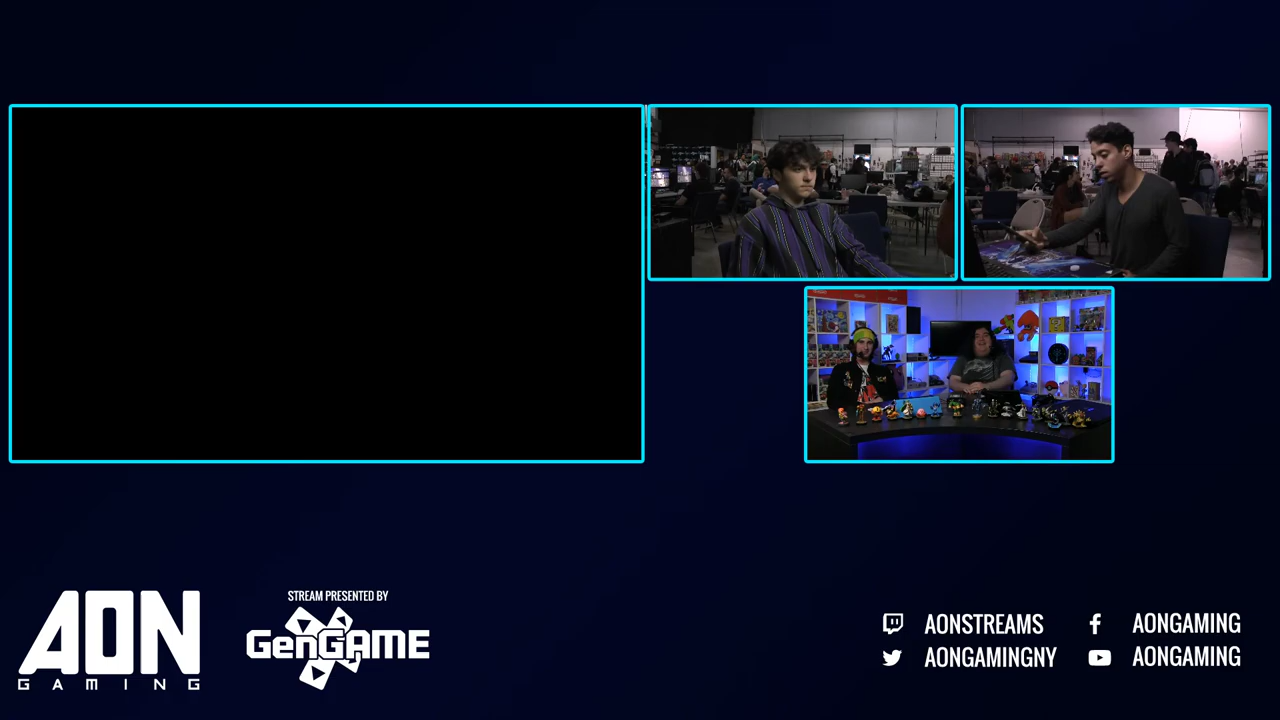 AON
GAMING
STREAM PRESENTED BY
GenGAME
AONSTREAMS
AONGAMING
AONGAMINGNY
AONGAMING